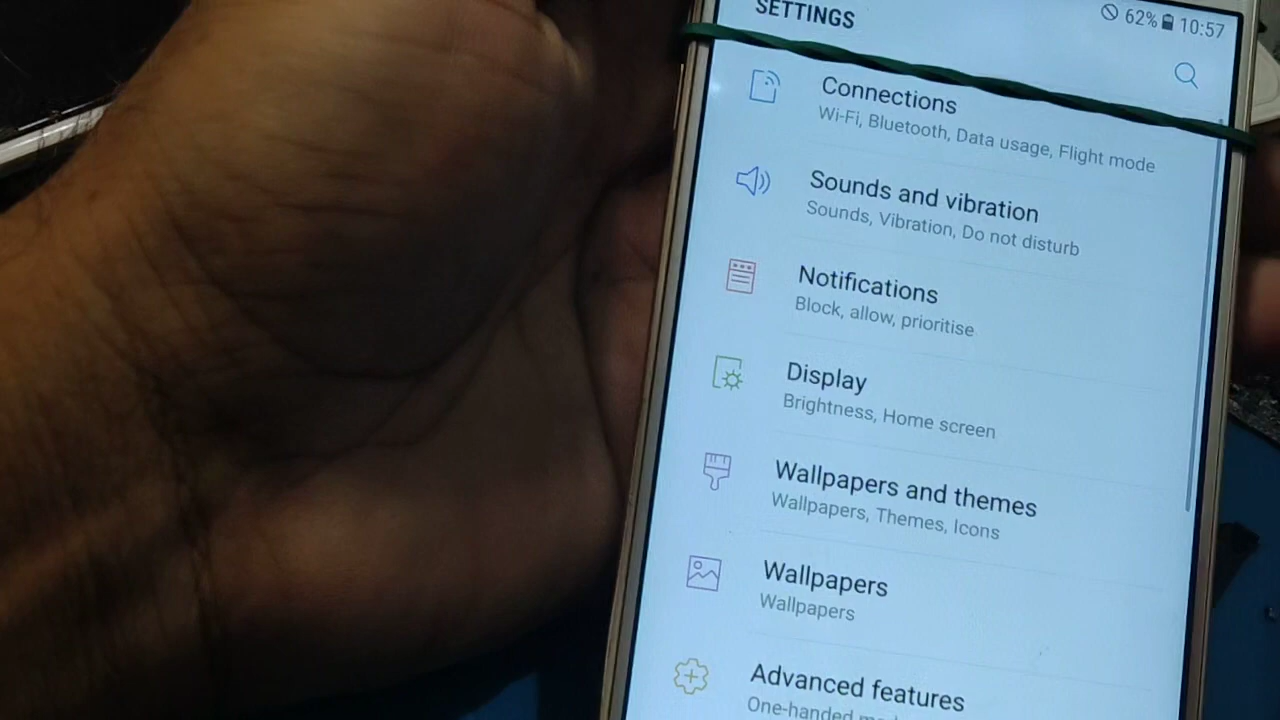 SETTINGS
62% 10:57
Connections
Wi-Fi, Bluetooth, Data usage, Flight mode
Sounds and vibration
Sounds, Vibration, Do not disturb
Notifications
Block, allow, prioritise
Display
Brightness, Home screen
Wallpapers and themes
Wallpapers, Themes, Icons
Wallpapers
Wallpapers
Advanced features
One-handed